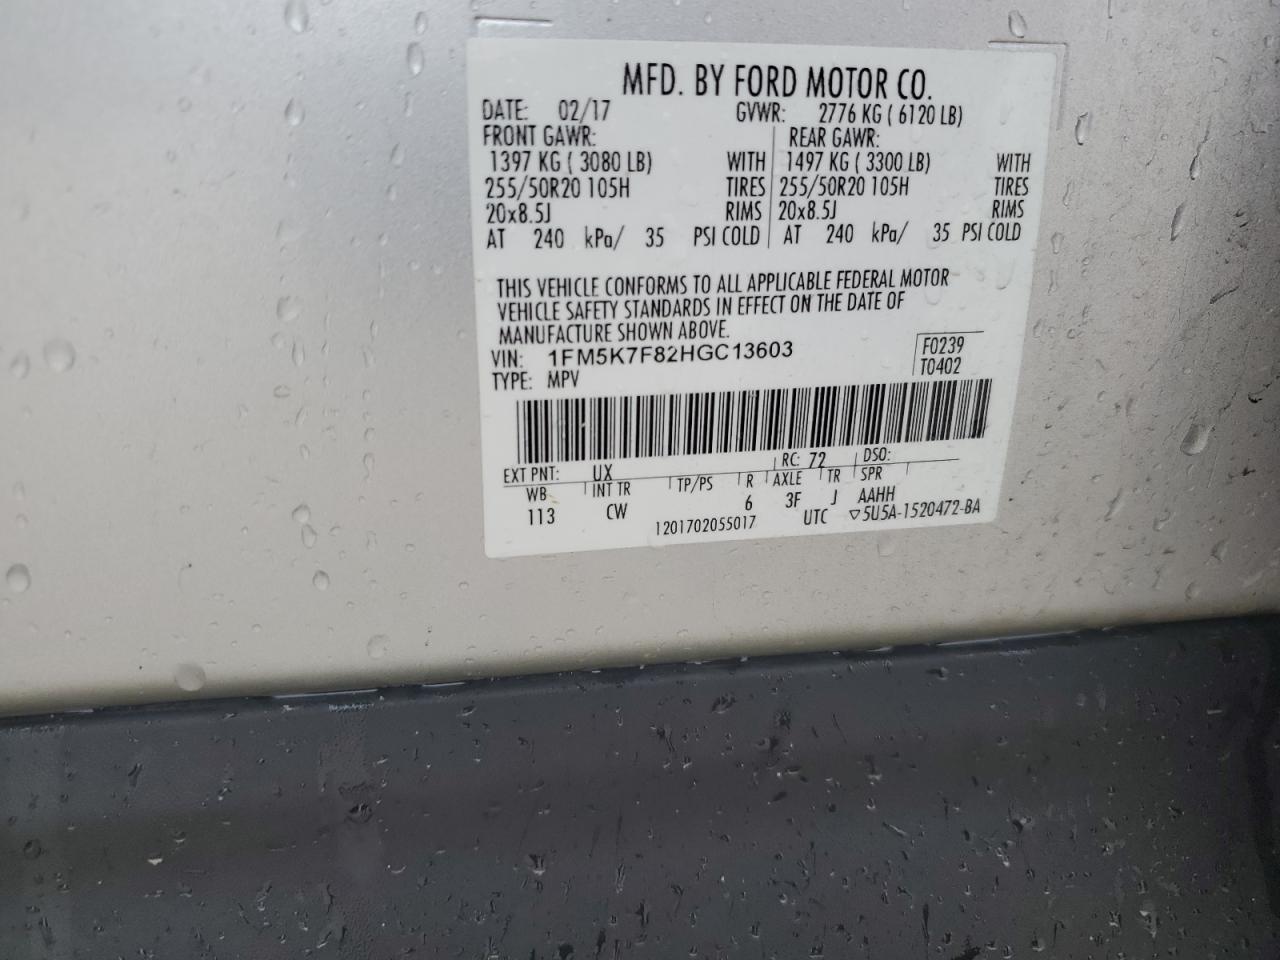 MFD. BY FORD MOTOR CO.
DATE: 02/17 GVWR: 2776 KG ( 6120 LB)
FRONT GAWR: REAR GAWR:
1397 KG ( 3080 LB) WITH 1497 KG ( 3300 LB) WITH
255/50R20 105H TIRES 255/50R20 105H TIRES
20x8.5J RIMS 20x8.5J RIMS
AT 240 kPa/ 35 PSI COLD AT 240 kPa/ 35 PSI COLD
THIS VEHICLE CONFORMS TO ALL APPLICABLE FEDERAL MOTOR
VEHICLE SAFETY STANDARDS IN EFFECT ON THE DATE OF
MANUFACTURE SHOWN ABOVE.
VIN: 1FM5K7F82HGC13603 F0239
TYPE: MPV T0402
EXT PNT: UX RC: 72 DSO:
WB INT TR TP/PS R AXLE TR SPR
113 CW 6 3F J AAHH
1201702055017 UTC ▽5U5A-1520472-BA